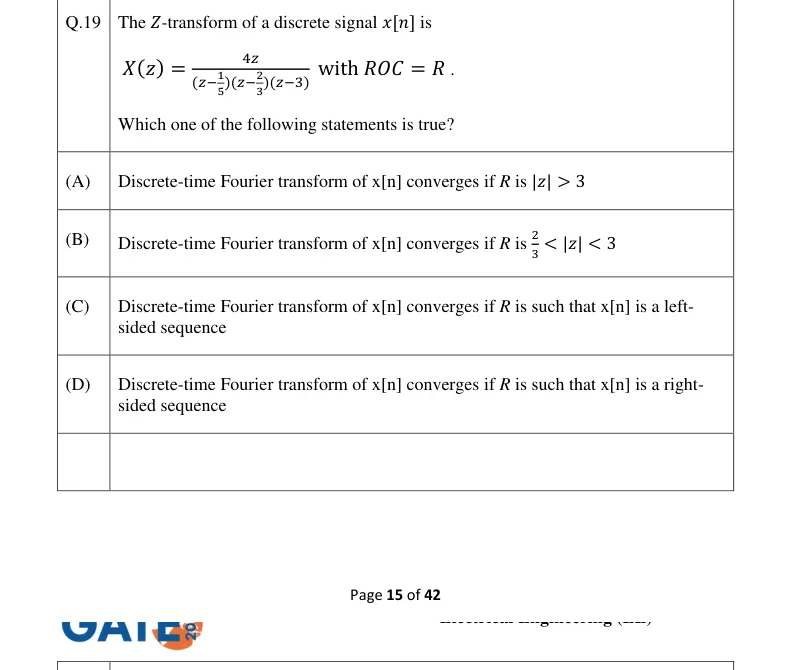 Q.19 The Z-transform of a discrete signal x[n] is
X(z) = 4z / ((z−1/5)(z−2/3)(z−3)) with ROC = R .
Which one of the following statements is true?
(A) Discrete-time Fourier transform of x[n] converges if R is |z| > 3
(B) Discrete-time Fourier transform of x[n] converges if R is 2/3 < |z| < 3
(C) Discrete-time Fourier transform of x[n] converges if R is such that x[n] is a left-
sided sequence
(D) Discrete-time Fourier transform of x[n] converges if R is such that x[n] is a right-
sided sequence
Page 15 of 42
GATE 20